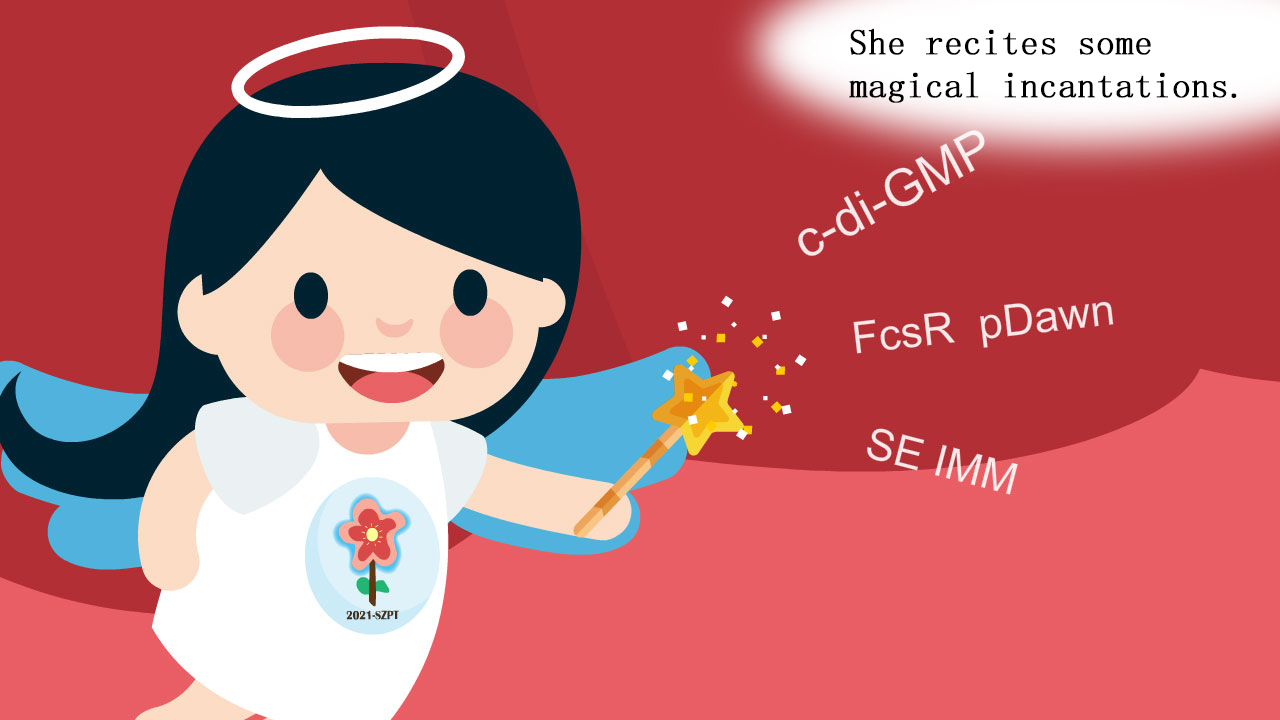 She recites some
magical incantations.
c-di-GMP
FcsR pDawn
SE IMM
2021-SZPT